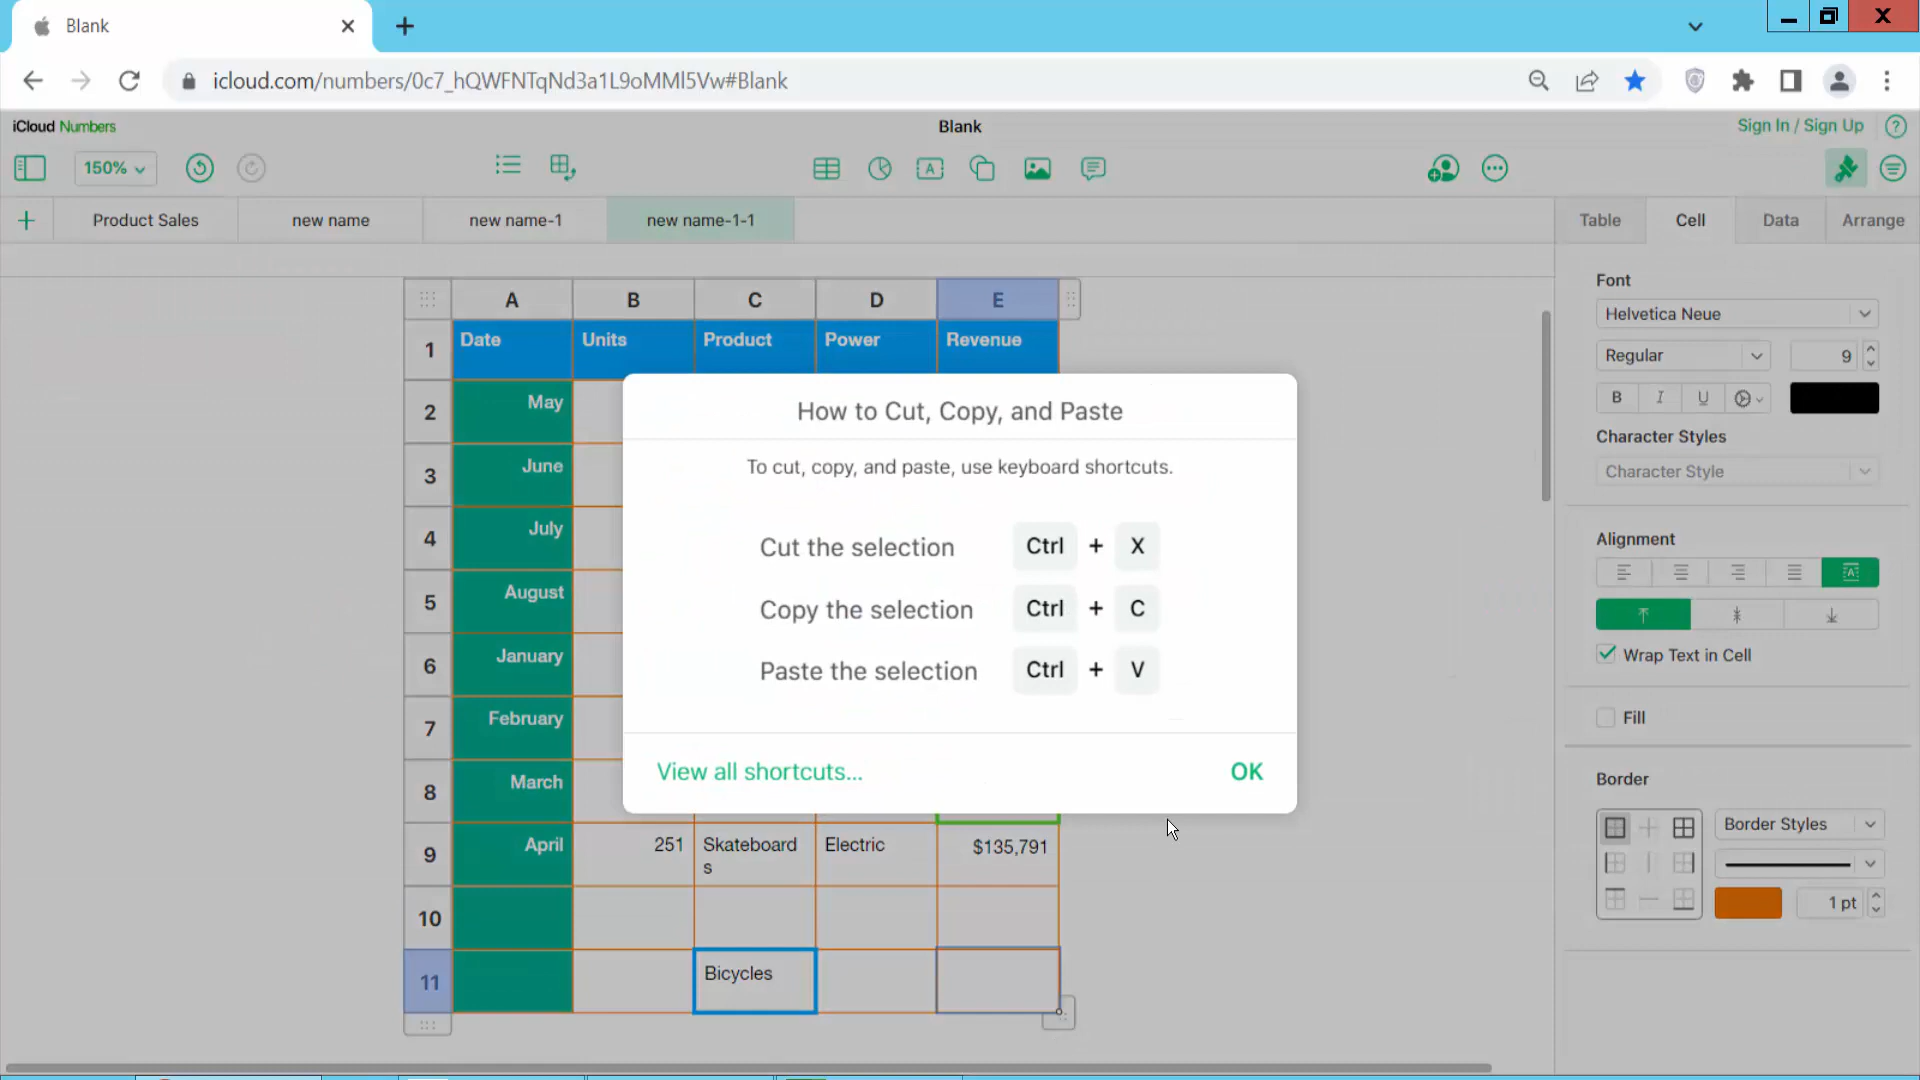 Blank
icloud.com/numbers/0c7_hQWFNTqNd3a1L9oMMl5Vw#Blank
iCloud Numbers
Blank
Sign In / Sign Up
?
150%
Product Sales
new name
new name-1
new name-1-1
Table
Cell
Data
Arrange
A
B
C
D
E
1
Date
Units
Product
Power
Revenue
2
May
3
June
4
July
5
August
6
January
7
February
8
March
9
April
251
Skateboard
s
Electric
$135,791
10
11
Bicycles
How to Cut, Copy, and Paste
To cut, copy, and paste, use keyboard shortcuts.
Cut the selection
Ctrl + X
Copy the selection
Ctrl + C
Paste the selection
Ctrl + V
View all shortcuts...
OK
Font
Helvetica Neue
Regular
9
B I U
Character Styles
Character Style
Alignment
Wrap Text in Cell
Fill
Border
Border Styles
1 pt